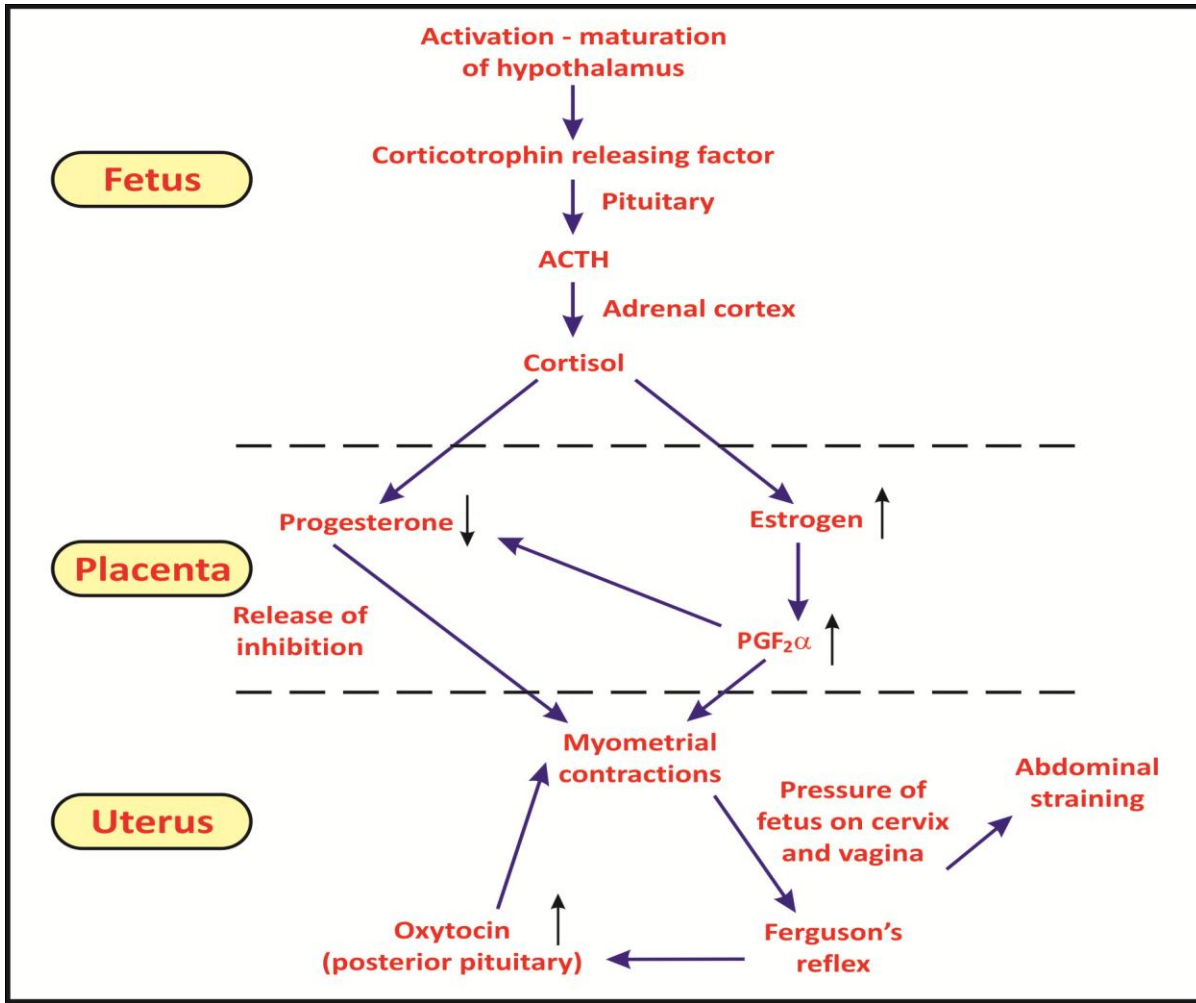 Activation - maturation
of hypothalamus
Corticotrophin releasing factor
Fetus
Pituitary
ACTH
Adrenal cortex
Cortisol
Progesterone
Estrogen
Placenta
Release of
inhibition
PGF₂α
Myometrial
contractions
Pressure of
fetus on cervix
and vagina
Abdominal
straining
Uterus
Oxytocin
(posterior pituitary)
Ferguson’s
reflex